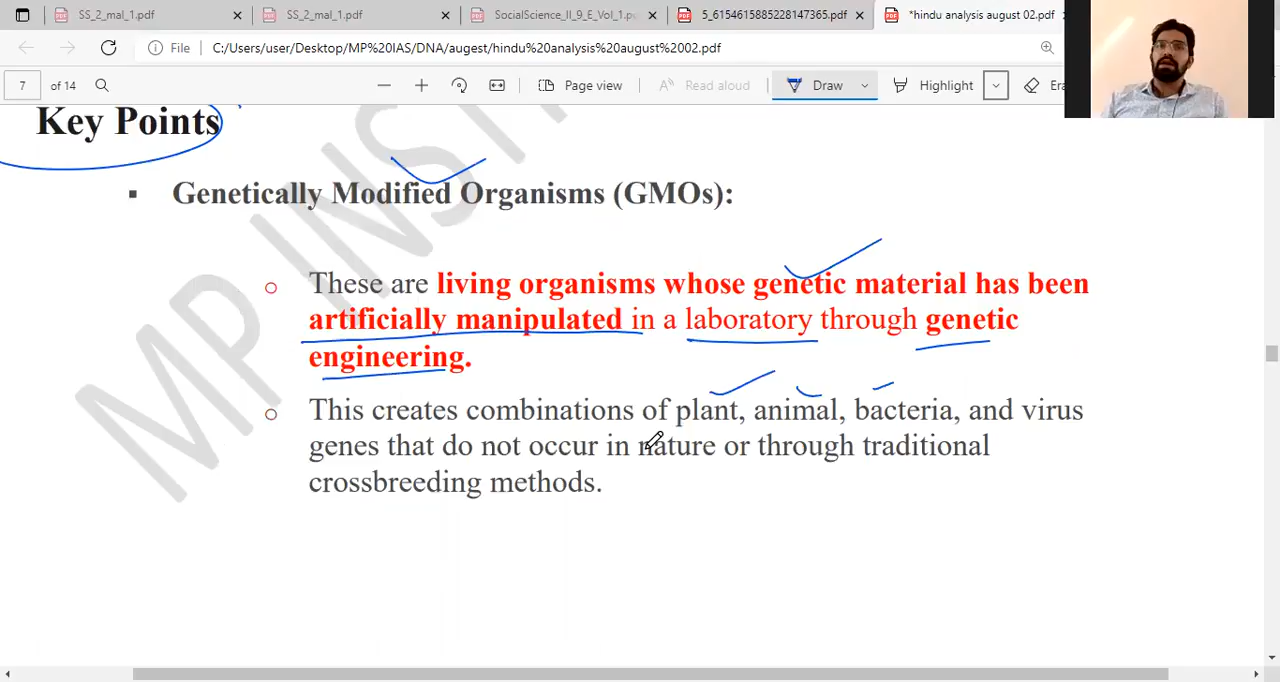 SS_2_mal_1.pdf
SS_2_mal_1.pdf
SocialScience_II_9_E_Vol_1.p
5_6154615885228147365.pdf
*hindu analysis august 02.pdf
File C:/Users/user/Desktop/MP%20IAS/DNA/augest/hindu%20analysis%20august%2002.pdf
7 of 14 Page view Read aloud Draw Highlight Era
Key Points
Genetically Modified Organisms (GMOs):
These are living organisms whose genetic material has been
artificially manipulated in a laboratory through genetic
engineering.
This creates combinations of plant, animal, bacteria, and virus
genes that do not occur in nature or through traditional
crossbreeding methods.
MP INST